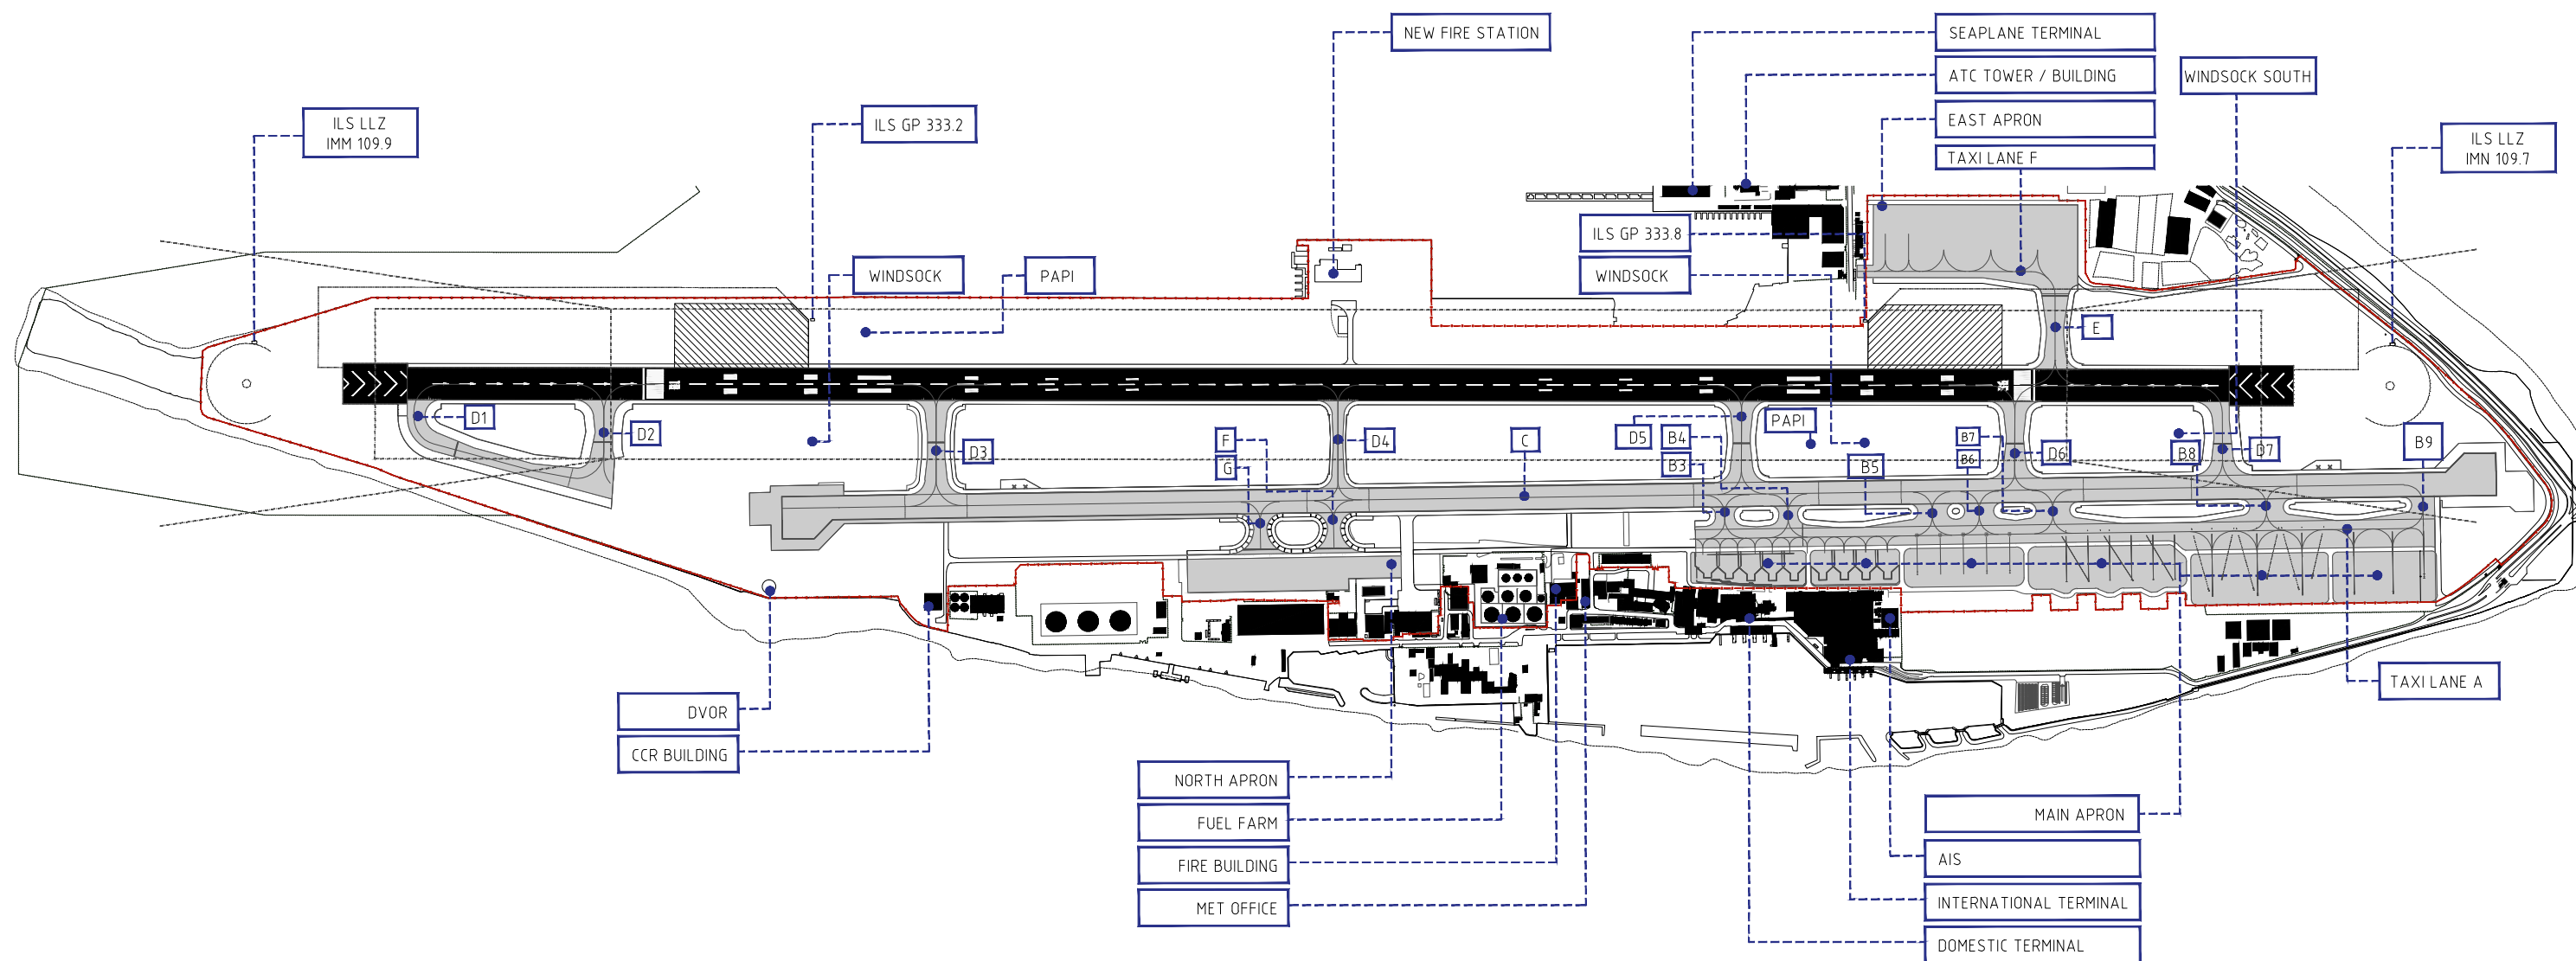 NEW FIRE STATION
SEAPLANE TERMINAL
ATC TOWER / BUILDING
WINDSOCK SOUTH
EAST APRON
TAXI LANE F
ILS LLZ
IMM 109.9
ILS GP 333.2
ILS LLZ
IMN 109.7
ILS GP 333.8
WINDSOCK
PAPI
WINDSOCK
E
D1
D2
D3
F
G
D4
C
D5
B4
B3
PAPI
B5
B7
B6
D6
B8
D7
B9
TAXI LANE A
DVOR
CCR BUILDING
NORTH APRON
FUEL FARM
FIRE BUILDING
MET OFFICE
MAIN APRON
AIS
INTERNATIONAL TERMINAL
DOMESTIC TERMINAL